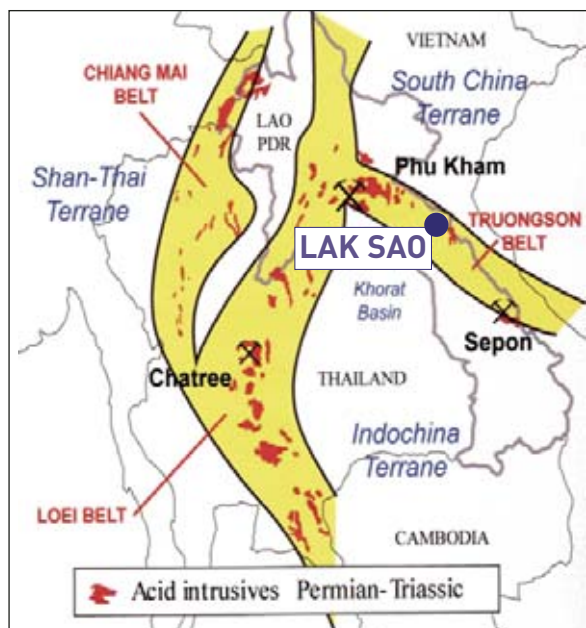 VIETNAM
CHIANG MAI
BELT
South China
Terrane
LAO
PDR
Phu Kham
Shan-Thai
Terrane
TRUONGSON
BELT
LAK SAO
Khorat
Basin
Sepon
Chatree
THAILAND
Indochina
Terrane
LOEI BELT
CAMBODIA
Acid intrusives Permian-Triassic